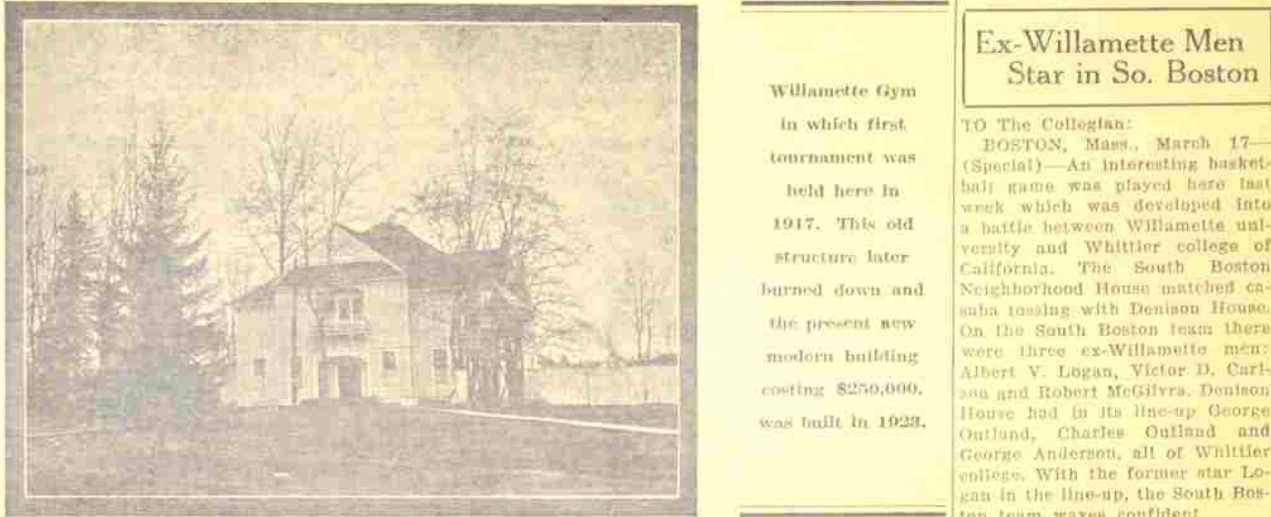 Willamette Gym
in which first
tournament was
held here in
1917. This old
structure later
burned down and
the present new
modern building
costing $250,000,
was built in 1923.
Ex-Willamette Men
Star in So. Boston
TO The Collegian:
BOSTON, Mass., March 17—
(Special)—An interesting basket-
ball game was played here last
week which was developed into
a battle between Willamette uni-
versity and Whittier college of
California. The South Boston
Neighborhood House matched ca-
saba tossing with Denison House.
On the South Boston team there
were three ex-Willamette men:
Albert V. Logan, Victor D. Carl-
son and Robert McGilvra. Denison
House had in its line-up George
Outland, Charles Outland and
George Anderson, all of Whittier
college. With the former star Lo-
gan in the line-up, the South Bos-
ton team waxes confident